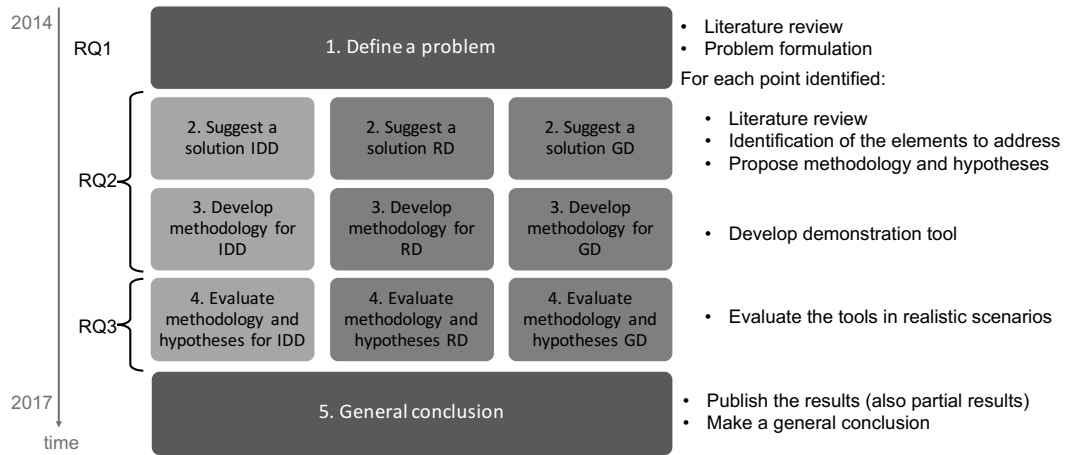 2014
RQ1
1. Define a problem
• Literature review
• Problem formulation
For each point identified:
RQ2
2. Suggest a
solution IDD
2. Suggest a
solution RD
2. Suggest a
solution GD
• Literature review
• Identification of the elements to address
• Propose methodology and hypotheses
3. Develop
methodology for
IDD
3. Develop
methodology for
RD
3. Develop
methodology for
GD
• Develop demonstration tool
RQ3
4. Evaluate
methodology and
hypotheses for IDD
4. Evaluate
methodology and
hypotheses RD
4. Evaluate
methodology and
hypotheses GD
• Evaluate the tools in realistic scenarios
2017
time
5. General conclusion
• Publish the results (also partial results)
• Make a general conclusion